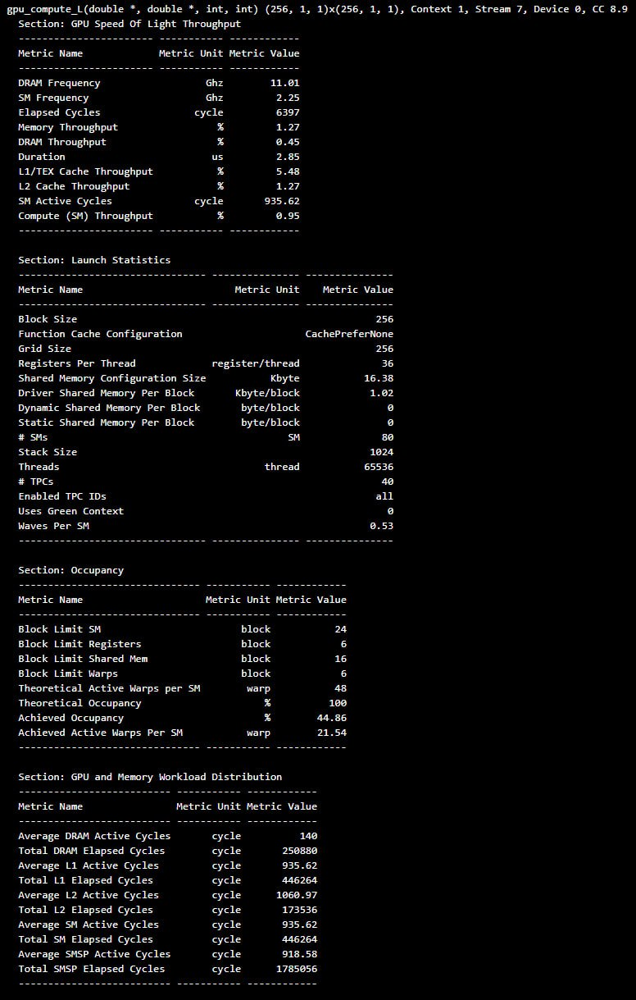 gpu_compute_L(double *, double *, int, int) (256, 1, 1)x(256, 1, 1), Context 1, Stream 7, Device 0, CC 8.9
  Section: GPU Speed Of Light Throughput
  ----------------------- ----------- ------------
  Metric Name             Metric Unit Metric Value
  ----------------------- ----------- ------------
  DRAM Frequency                  Ghz        11.01
  SM Frequency                    Ghz         2.25
  Elapsed Cycles                cycle         6397
  Memory Throughput                 %         1.27
  DRAM Throughput                   %         0.45
  Duration                         us         2.85
  L1/TEX Cache Throughput           %         5.48
  L2 Cache Throughput               %         1.27
  SM Active Cycles              cycle       935.62
  Compute (SM) Throughput           %         0.95
  ----------------------- ----------- ------------

  Section: Launch Statistics
  -------------------------------- --------------- ---------------
  Metric Name                          Metric Unit    Metric Value
  -------------------------------- --------------- ---------------
  Block Size                                                   256
  Function Cache Configuration                     CachePreferNone
  Grid Size                                                    256
  Registers Per Thread             register/thread              36
  Shared Memory Configuration Size           Kbyte           16.38
  Driver Shared Memory Per Block       Kbyte/block            1.02
  Dynamic Shared Memory Per Block       byte/block               0
  Static Shared Memory Per Block        byte/block               0
  # SMs                                         SM              80
  Stack Size                                                  1024
  Threads                                   thread           65536
  # TPCs                                                        40
  Enabled TPC IDs                                              all
  Uses Green Context                                             0
  Waves Per SM                                                0.53
  -------------------------------- --------------- ---------------

  Section: Occupancy
  ------------------------------- ----------- ------------
  Metric Name                     Metric Unit Metric Value
  ------------------------------- ----------- ------------
  Block Limit SM                        block           24
  Block Limit Registers                 block            6
  Block Limit Shared Mem                block           16
  Block Limit Warps                     block            6
  Theoretical Active Warps per SM        warp           48
  Theoretical Occupancy                     %          100
  Achieved Occupancy                        %        44.86
  Achieved Active Warps Per SM           warp        21.54
  ------------------------------- ----------- ------------

  Section: GPU and Memory Workload Distribution
  -------------------------- ----------- ------------
  Metric Name                Metric Unit Metric Value
  -------------------------- ----------- ------------
  Average DRAM Active Cycles       cycle          140
  Total DRAM Elapsed Cycles        cycle       250880
  Average L1 Active Cycles         cycle       935.62
  Total L1 Elapsed Cycles          cycle       446264
  Average L2 Active Cycles         cycle      1060.97
  Total L2 Elapsed Cycles          cycle       173536
  Average SM Active Cycles         cycle       935.62
  Total SM Elapsed Cycles          cycle       446264
  Average SMSP Active Cycles       cycle       918.58
  Total SMSP Elapsed Cycles        cycle      1785056
  -------------------------- ----------- ------------